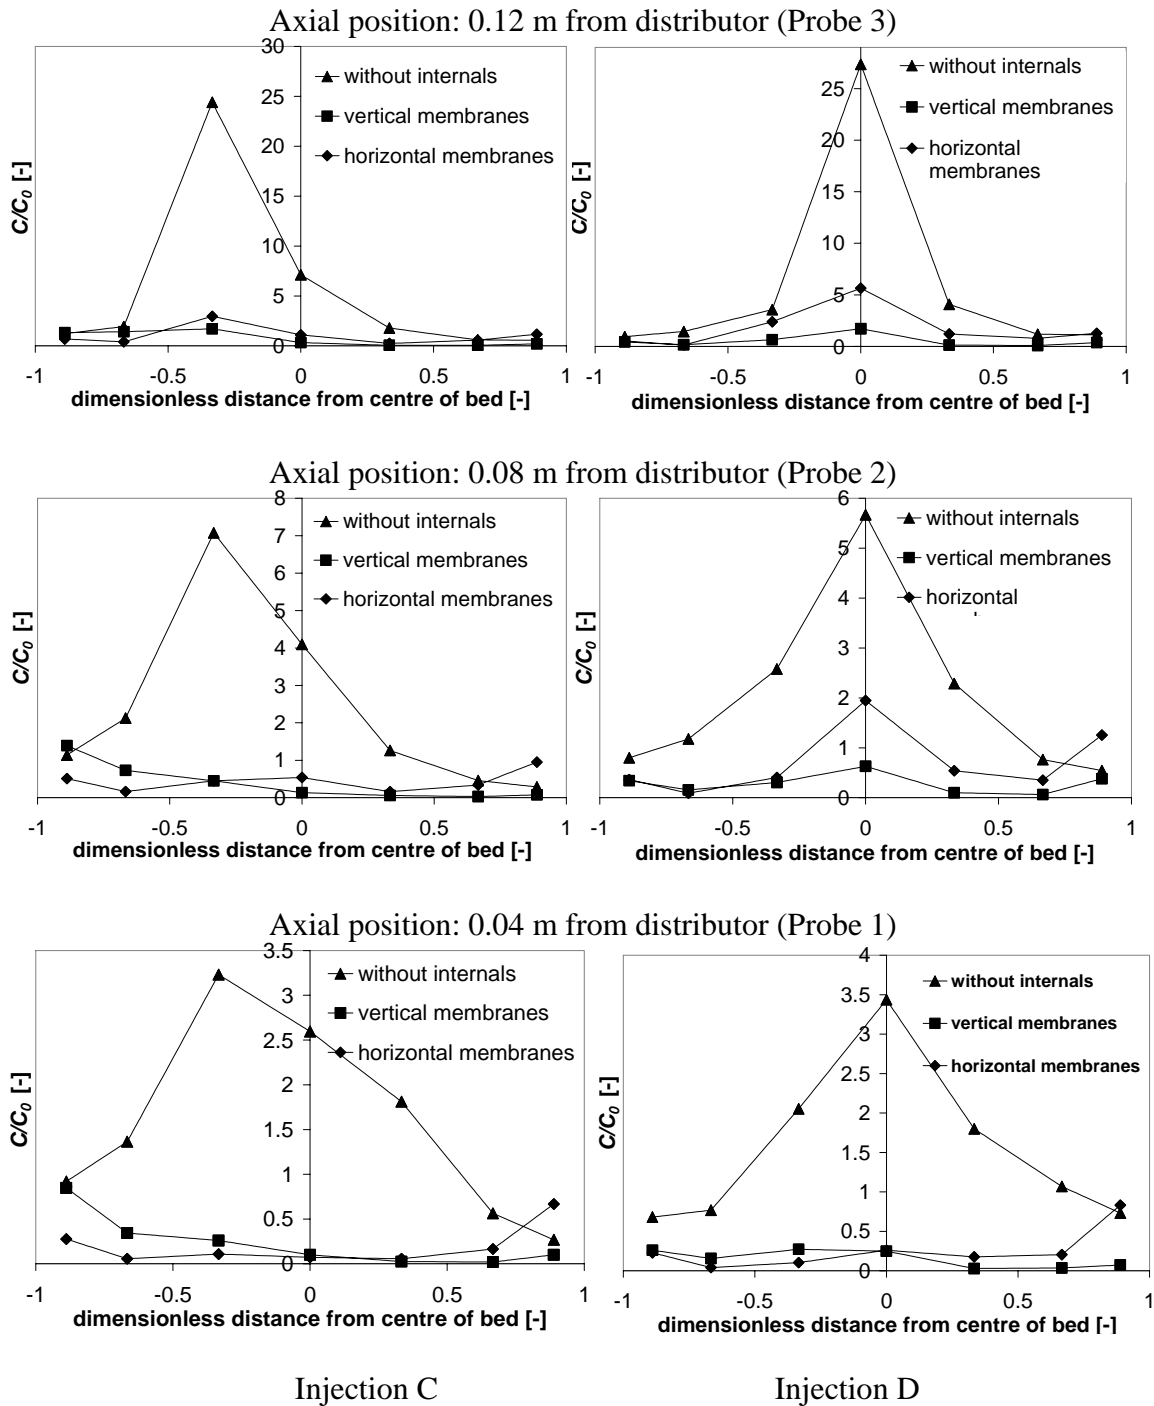 Axial position: 0.12 m from distributor (Probe 3)
30
25
20
15
10
5
0
-1 -0.5 0 0.5 1
C/C0 [-]
without internals
vertical membranes
horizontal membranes
dimensionless distance from centre of bed [-]
25
20
15
10
5
0
-1 -0.5 0 0.5 1
C/C0 [-]
without internals
vertical membranes
horizontal
membranes
dimensionless distance from centre of bed [-]
Axial position: 0.08 m from distributor (Probe 2)
8
7
6
5
4
3
2
1
0
-1 -0.5 0 0.5 1
C/C0 [-]
without internals
vertical membranes
horizontal membranes
dimensionless distance from centre of bed [-]
6
5
4
3
2
1
0
-1 -0.5 0 0.5 1
C/C0 [-]
without internals
vertical membranes
horizontal
dimensionless distance from centre of bed [-]
Axial position: 0.04 m from distributor (Probe 1)
3.5
3
2.5
2
1.5
1
0.5
0
-1 -0.5 0 0.5 1
C/C0 [-]
without internals
vertical membranes
horizontal membranes
dimensionless distance from centre of bed [-]
4
3.5
3
2.5
2
1.5
1
0.5
0
-1 -0.5 0 0.5 1
C/C0 [-]
without internals
vertical membranes
horizontal membranes
dimensionless distance from centre of bed [-]
Injection C
Injection D